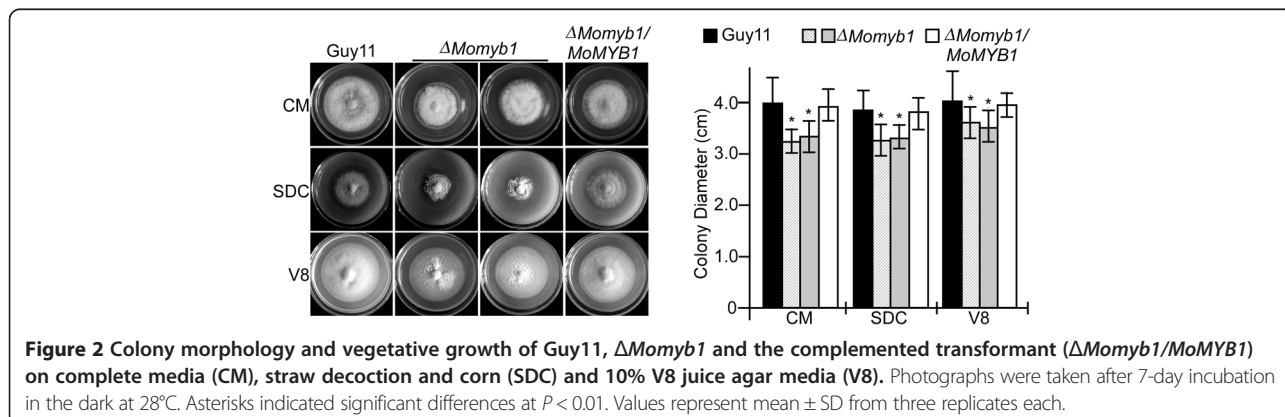 Guy11 ΔMomyb1 ΔMomyb1/
MoMYB1
CM
SDC
V8
Guy11 ΔMomyb1 ΔMomyb1/
MoMYB1
Colony Diameter (cm)
4.0
3.0
2.0
1.0
0
* * * * * *
CM SDC V8
Figure 2 Colony morphology and vegetative growth of Guy11, ΔMomyb1 and the complemented transformant (ΔMomyb1/MoMYB1)
on complete media (CM), straw decoction and corn (SDC) and 10% V8 juice agar media (V8). Photographs were taken after 7-day incubation
in the dark at 28°C. Asterisks indicated significant differences at P < 0.01. Values represent mean ± SD from three replicates each.